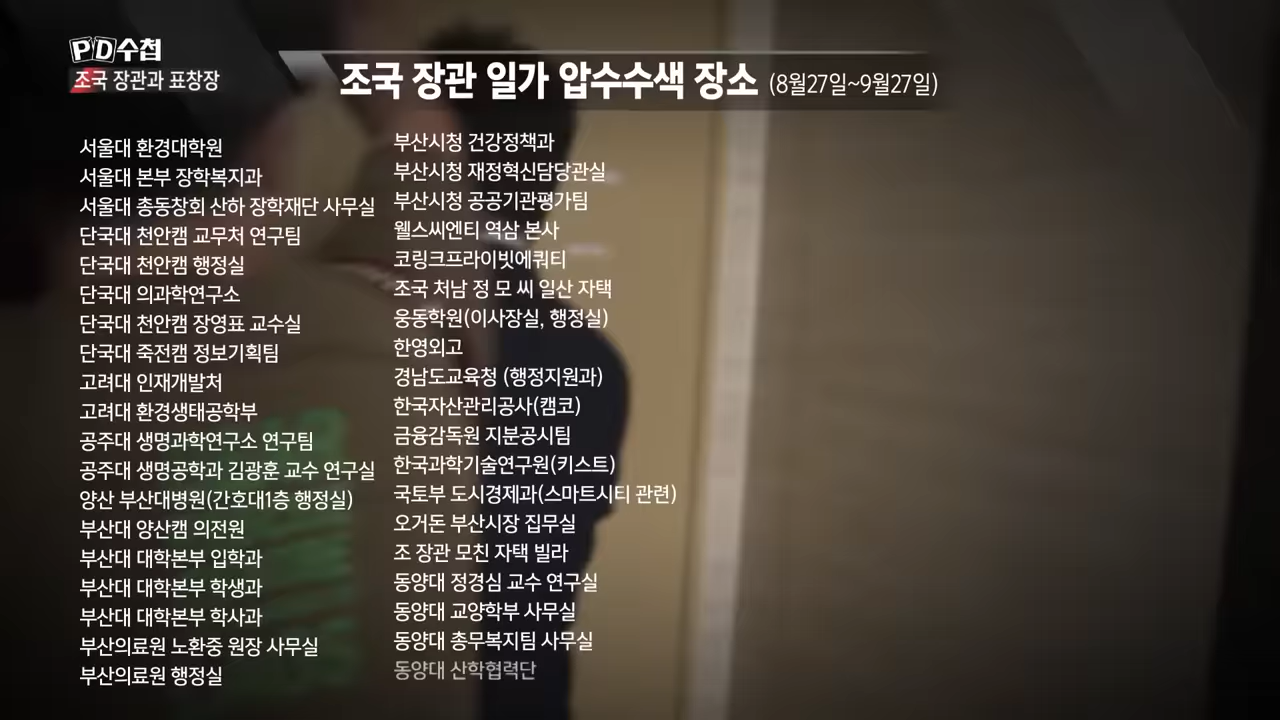 PD수첩
조국 장관과 표창장
조국 장관 일가 압수수색 장소 (8월27일~9월27일)
서울대 환경대학원
서울대 본부 장학복지과
서울대 총동창회 산하 장학재단 사무실
단국대 천안캠 교무처 연구팀
단국대 천안캠 행정실
단국대 의과학연구소
단국대 천안캠 장영표 교수실
단국대 죽전캠 정보기획팀
고려대 인재개발처
고려대 환경생태공학부
공주대 생명과학연구소 연구팀
공주대 생명공학과 김광훈 교수 연구실
양산 부산대병원(간호대1층 행정실)
부산대 양산캠 의전원
부산대 대학본부 입학과
부산대 대학본부 학생과
부산대 대학본부 학사과
부산의료원 노환중 원장 사무실
부산의료원 행정실
부산시청 건강정책과
부산시청 재정혁신담당관실
부산시청 공공기관평가팀
웰스씨엔티 역삼 본사
코링크프라이빗에쿼티
조국 처남 정 모 씨 일산 자택
웅동학원(이사장실, 행정실)
한영외고
경남도교육청 (행정지원과)
한국자산관리공사(캠코)
금융감독원 지분공시팀
한국과학기술연구원(키스트)
국토부 도시경제과(스마트시티 관련)
오거돈 부산시장 집무실
조 장관 모친 자택 빌라
동양대 정경심 교수 연구실
동양대 교양학부 사무실
동양대 총무복지팀 사무실
동양대 산학협력단